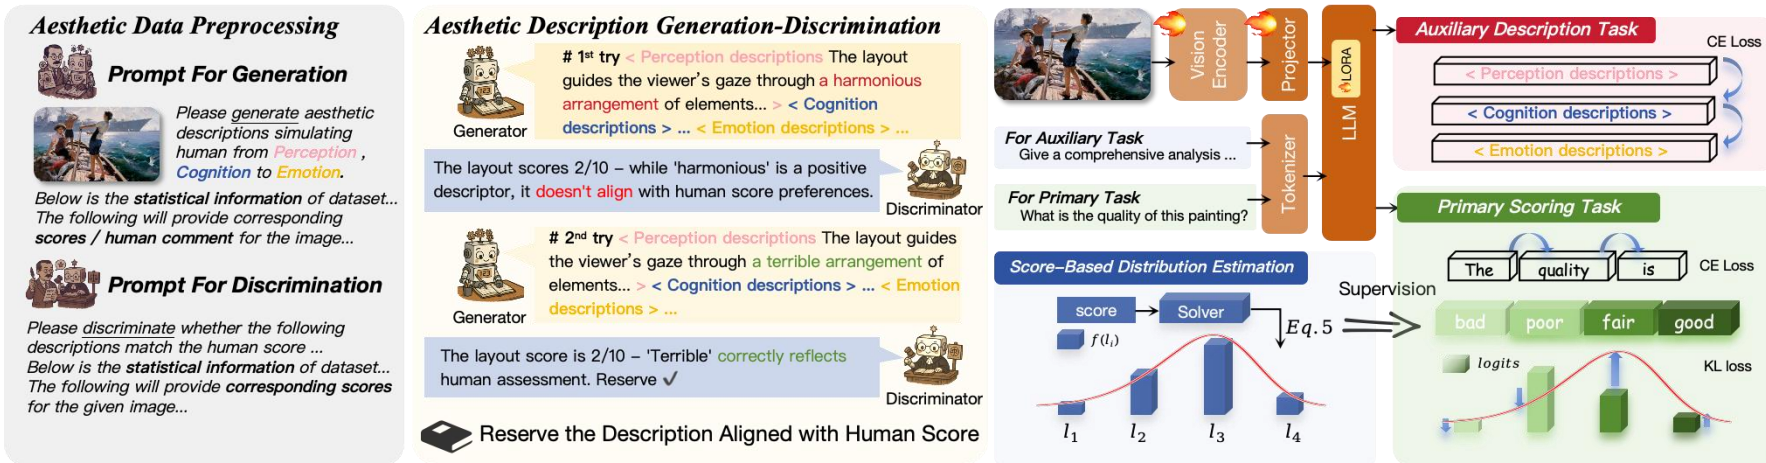 Aesthetic Data Preprocessing
Prompt For Generation
Please generate aesthetic
descriptions simulating
human from Perception ,
Cognition to Emotion.
Below is the statistical information of dataset...
The following will provide corresponding
scores / human comment for the image...
Prompt For Discrimination
Please discriminate whether the following
descriptions match the human score ...
Below is the statistical information of dataset...
The following will provide corresponding scores
for the given image...
Aesthetic Description Generation-Discrimination
# 1st try < Perception descriptions The layout
guides the viewer's gaze through a harmonious
arrangement of elements... > < Cognition
descriptions > ... < Emotion descriptions > ...
Generator
The layout scores 2/10 – while 'harmonious' is a positive
descriptor, it doesn't align with human score preferences.
Discriminator
# 2nd try < Perception descriptions The layout guides
the viewer's gaze through a terrible arrangement of
elements... > < Cognition descriptions > ... < Emotion
descriptions > ...
Generator
The layout score is 2/10 – 'Terrible' correctly reflects
human assessment. Reserve ✓
Discriminator
Reserve the Description Aligned with Human Score
Vision Encoder
Projector
LLM
LORA
For Auxiliary Task
Give a comprehensive analysis ...
For Primary Task
What is the quality of this painting?
Tokenizer
Score-Based Distribution Estimation
score
Solver
Eq.5
f(l_i)
l_1 l_2 l_3 l_4
Supervision
Auxiliary Description Task
CE Loss
< Perception descriptions >
< Cognition descriptions >
< Emotion descriptions >
Primary Scoring Task
The quality is
CE Loss
bad poor fair good
logits
KL loss